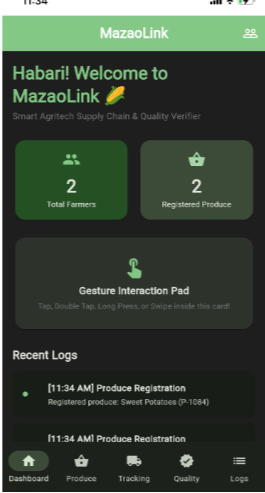 11:34
MazaoLink
Habari! Welcome to
MazaoLink 🌽
Smart Agritech Supply Chain & Quality Verifier
2
Total Farmers
2
Registered Produce
Gesture Interaction Pad
Tap, Double Tap, Long Press, or Swipe inside this card!
Recent Logs
[11:34 AM] Produce Registration
Registered produce: Sweet Potatoes (P-1084)
[11:34 AM] Produce Registration
Dashboard
Produce
Tracking
Quality
Logs